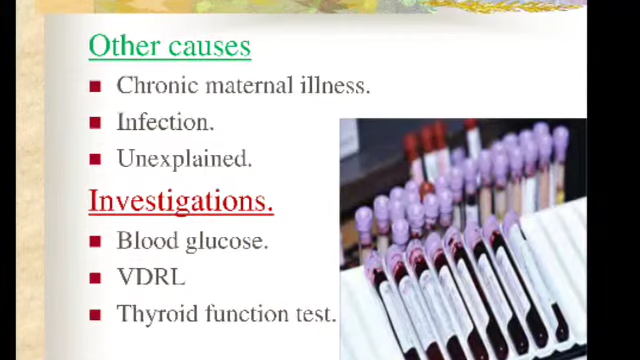 Other causes
Chronic maternal illness.
Infection.
Unexplained.
Investigations.
Blood glucose.
VDRL
Thyroid function test.